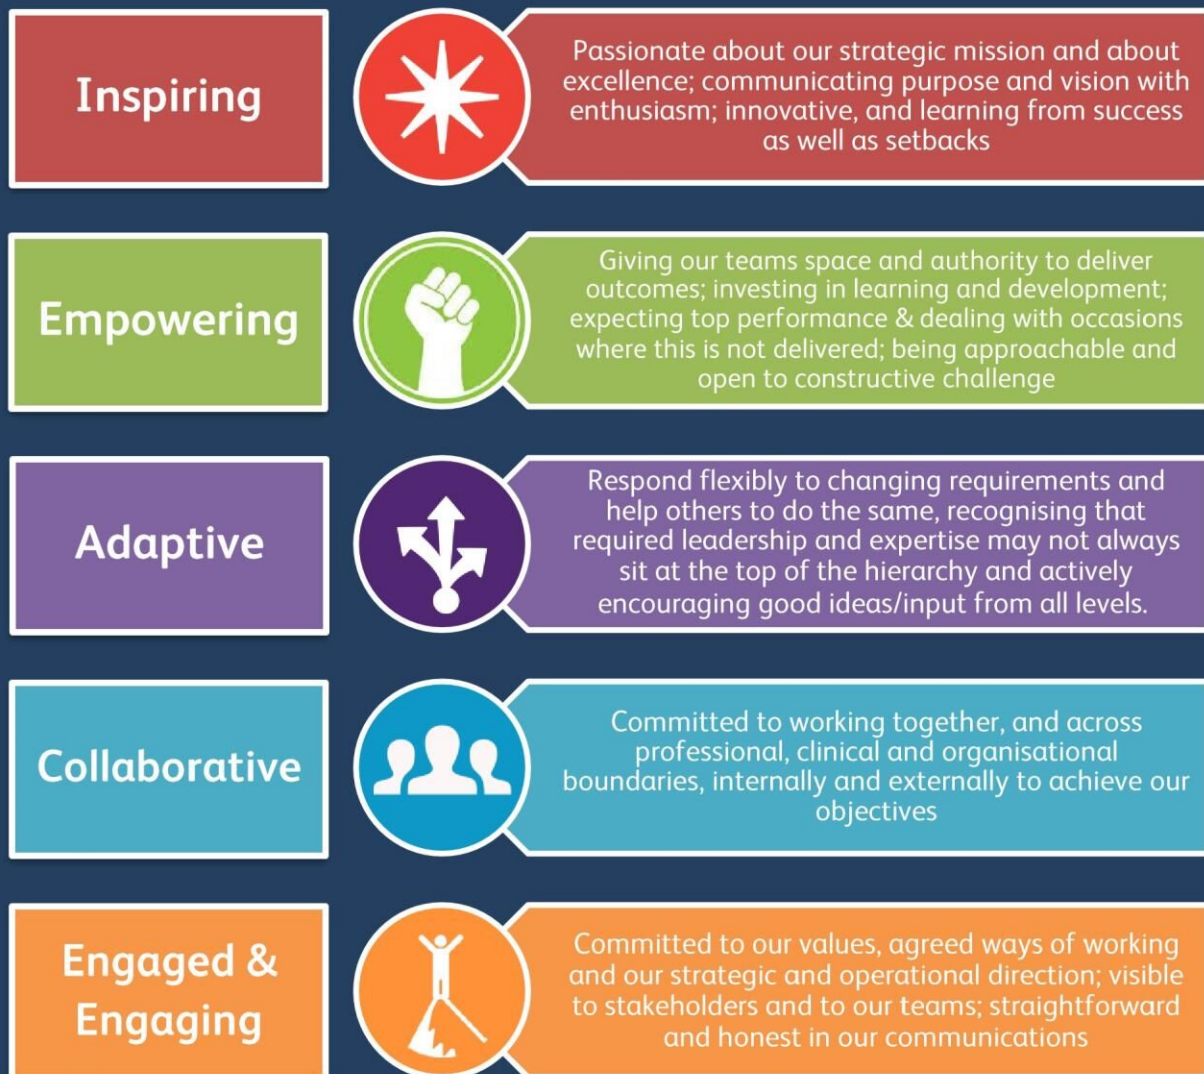 Inspiring
Passionate about our strategic mission and about
excellence; communicating purpose and vision with
enthusiasm; innovative, and learning from success
as well as setbacks
Empowering
Giving our teams space and authority to deliver
outcomes; investing in learning and development;
expecting top performance & dealing with occasions
where this is not delivered; being approachable and
open to constructive challenge
Adaptive
Respond flexibly to changing requirements and
help others to do the same, recognising that
required leadership and expertise may not always
sit at the top of the hierarchy and actively
encouraging good ideas/input from all levels.
Collaborative
Committed to working together, and across
professional, clinical and organisational
boundaries, internally and externally to achieve our
objectives
Engaged &
Engaging
Committed to our values, agreed ways of working
and our strategic and operational direction; visible
to stakeholders and to our teams; straightforward
and honest in our communications